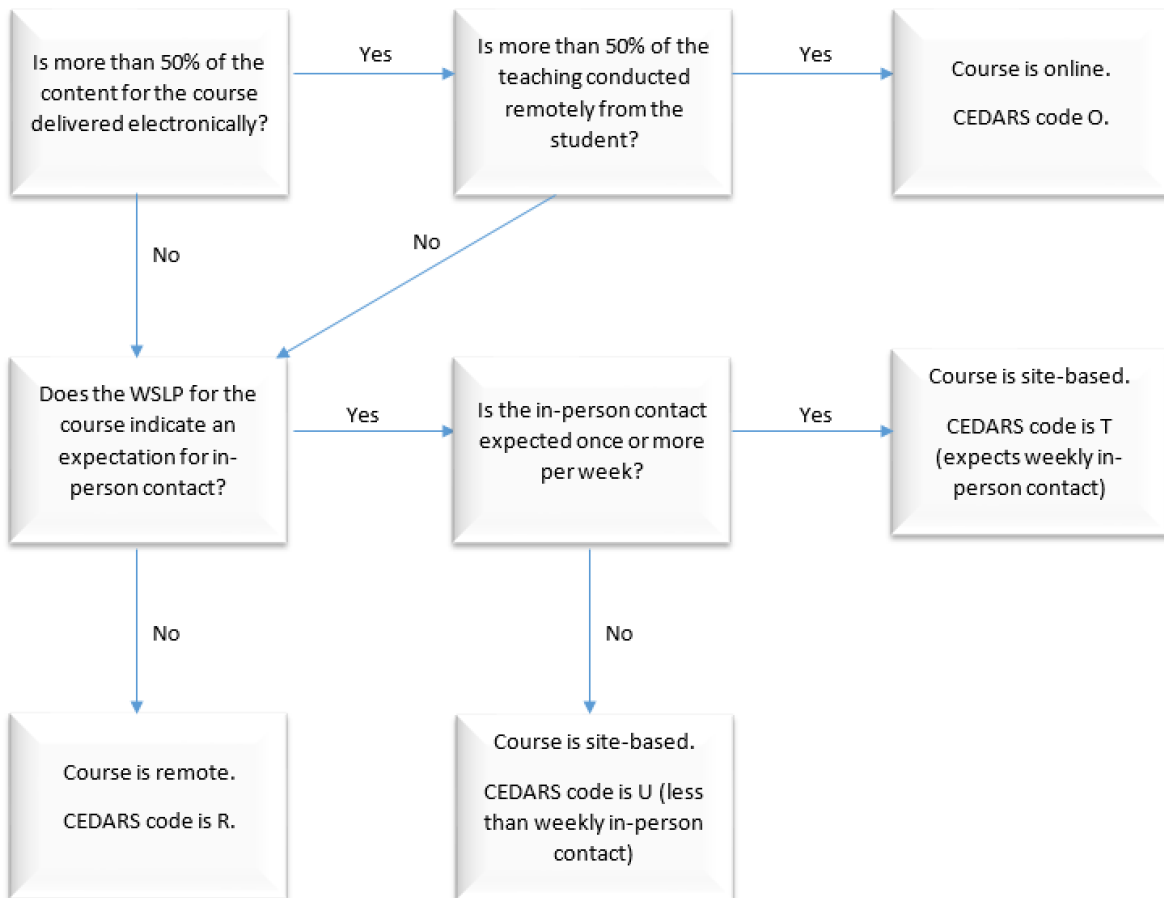 Is more than 50% of the
content for the course
delivered electronically?
Yes
Is more than 50% of the
teaching conducted
remotely from the
student?
Yes
Course is online.
CEDARS code O.
No
No
Does the WSLP for the
course indicate an
expectation for in-
person contact?
Yes
Is the in-person contact
expected once or more
per week?
Yes
Course is site-based.
CEDARS code is T
(expects weekly in-
person contact)
No
No
Course is remote.
CEDARS code is R.
Course is site-based.
CEDARS code is U (less
than weekly in-person
contact)